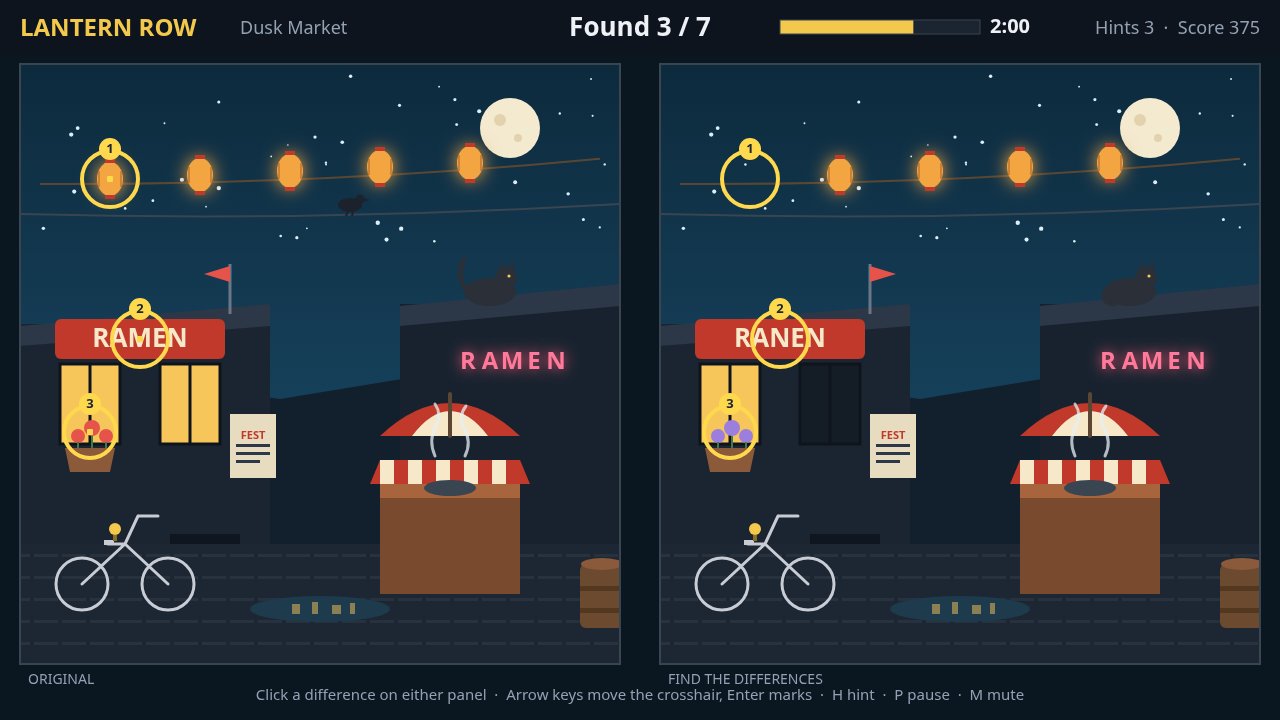 LANTERN ROW Dusk Market Found 3 / 7 2:00 Hints 3 · Score 375
1
2
RAMEN
RAMEN
3
FEST
1
2
RANEN
RAMEN
3
FEST
ORIGINAL
FIND THE DIFFERENCES
Click a difference on either panel · Arrow keys move the crosshair, Enter marks · H hint · P pause · M mute